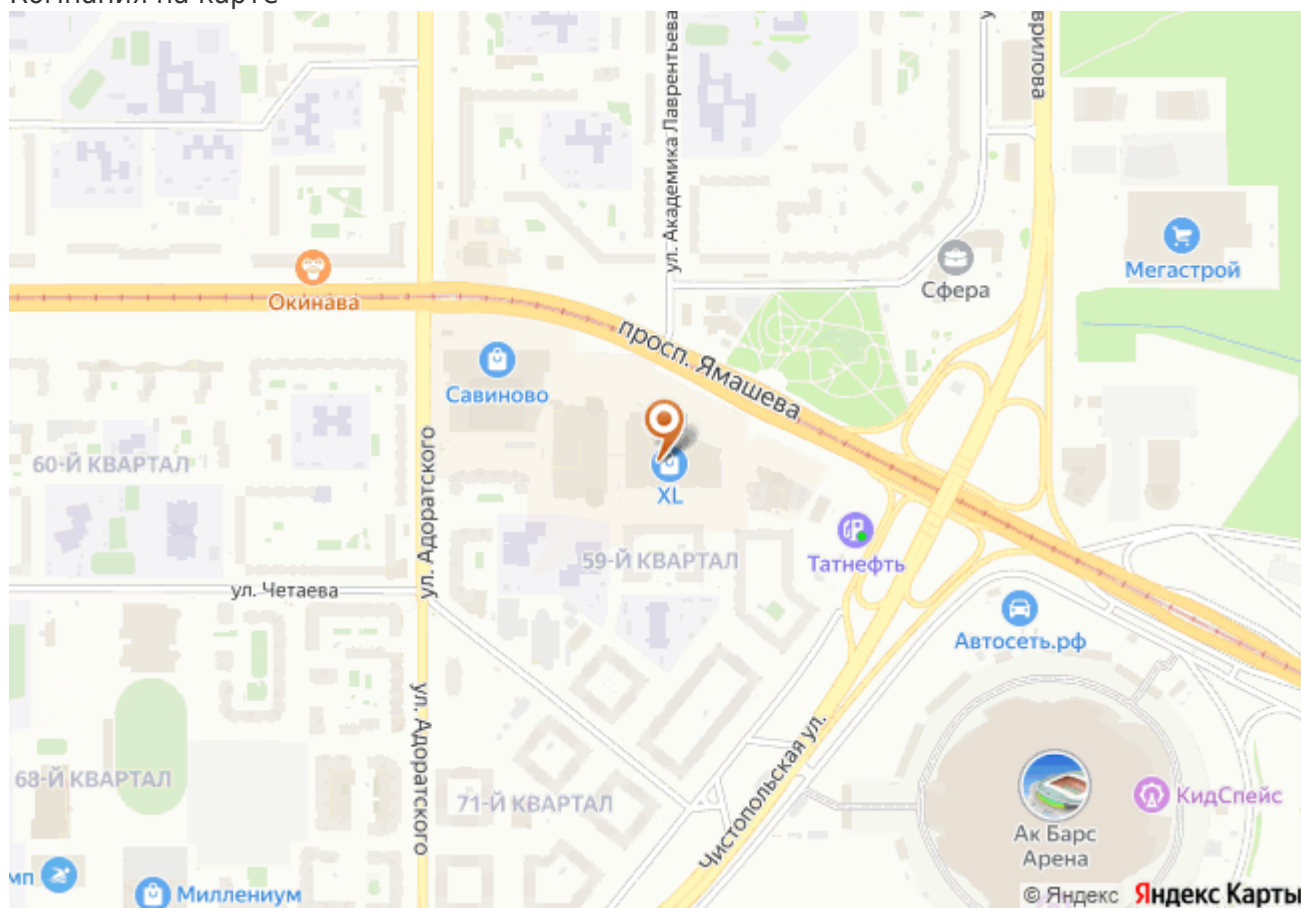 Компания на карте
ул. Академика Лаврентьева
врилова
Мегастрой
Сфера
Окинава
просп. Ямашева
Савиново
60-Й КВАРТАЛ
ул. Адоратского
XL
59-Й КВАРТАЛ
Татнефть
ул. Четаева
Автосеть.рф
ул. Адоратского
Чистопольская ул.
68-Й КВАРТАЛ
71-Й КВАРТАЛ
КидСпейс
Ак Барс
Арена
мп
Миллениум
© Яндекс Яндекс Карты